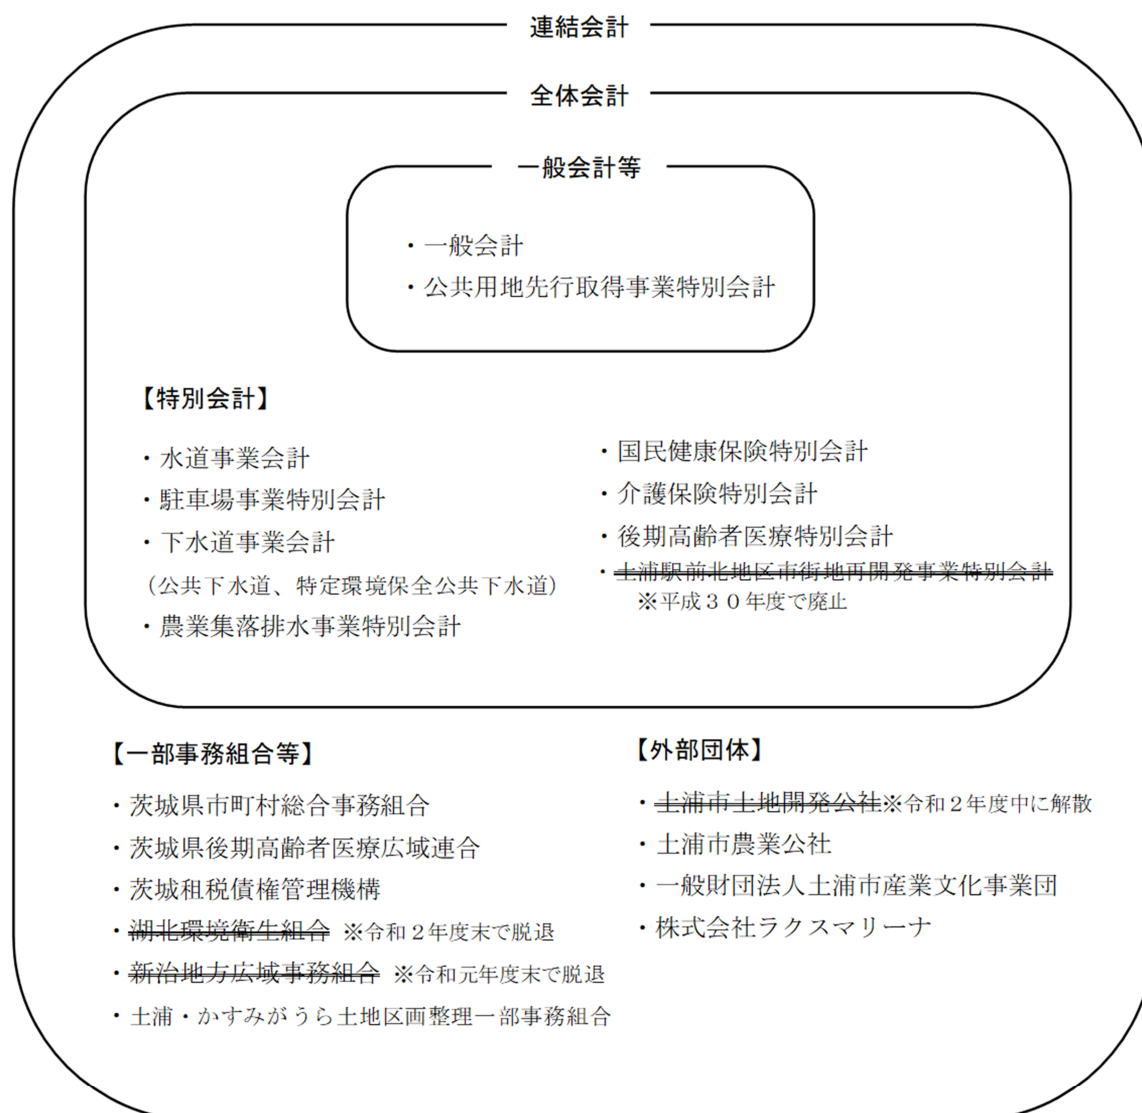 連結会計
全体会計
一般会計等
・一般会計
・公共用地先行取得事業特別会計
【特別会計】
・水道事業会計
・駐車場事業特別会計
・下水道事業会計
（公共下水道、特定環境保全公共下水道）
・農業集落排水事業特別会計
・国民健康保険特別会計
・介護保険特別会計
・後期高齢者医療特別会計
・土浦駅前北地区市街地再開発事業特別会計
※平成３０年度で廃止
【一部事務組合等】
・茨城県市町村総合事務組合
・茨城県後期高齢者医療広域連合
・茨城租税債権管理機構
・湖北環境衛生組合 ※令和２年度末で脱退
・新治地方広域事務組合 ※令和元年度末で脱退
・土浦・かすみがうら土地区画整理一部事務組合
【外部団体】
・土浦市土地開発公社※令和２年度中に解散
・土浦市農業公社
・一般財団法人土浦市産業文化事業団
・株式会社ラクスマリーナ